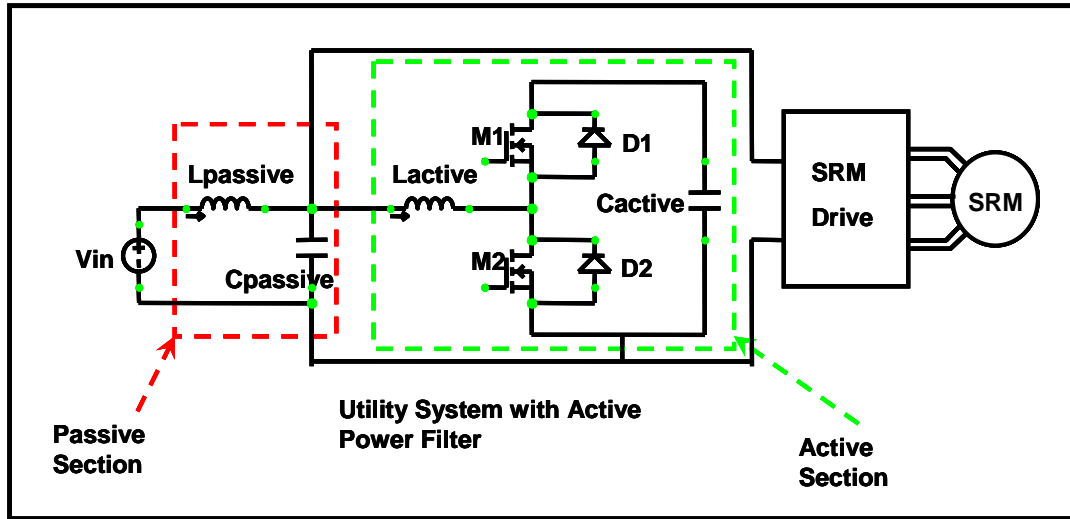 M1
D1
Lpassive
Lactive
SRM
Drive
Cactive
SRM
Vin
Cpassive
M2
D2
Utility System with Active
Power Filter
Passive
Section
Active
Section